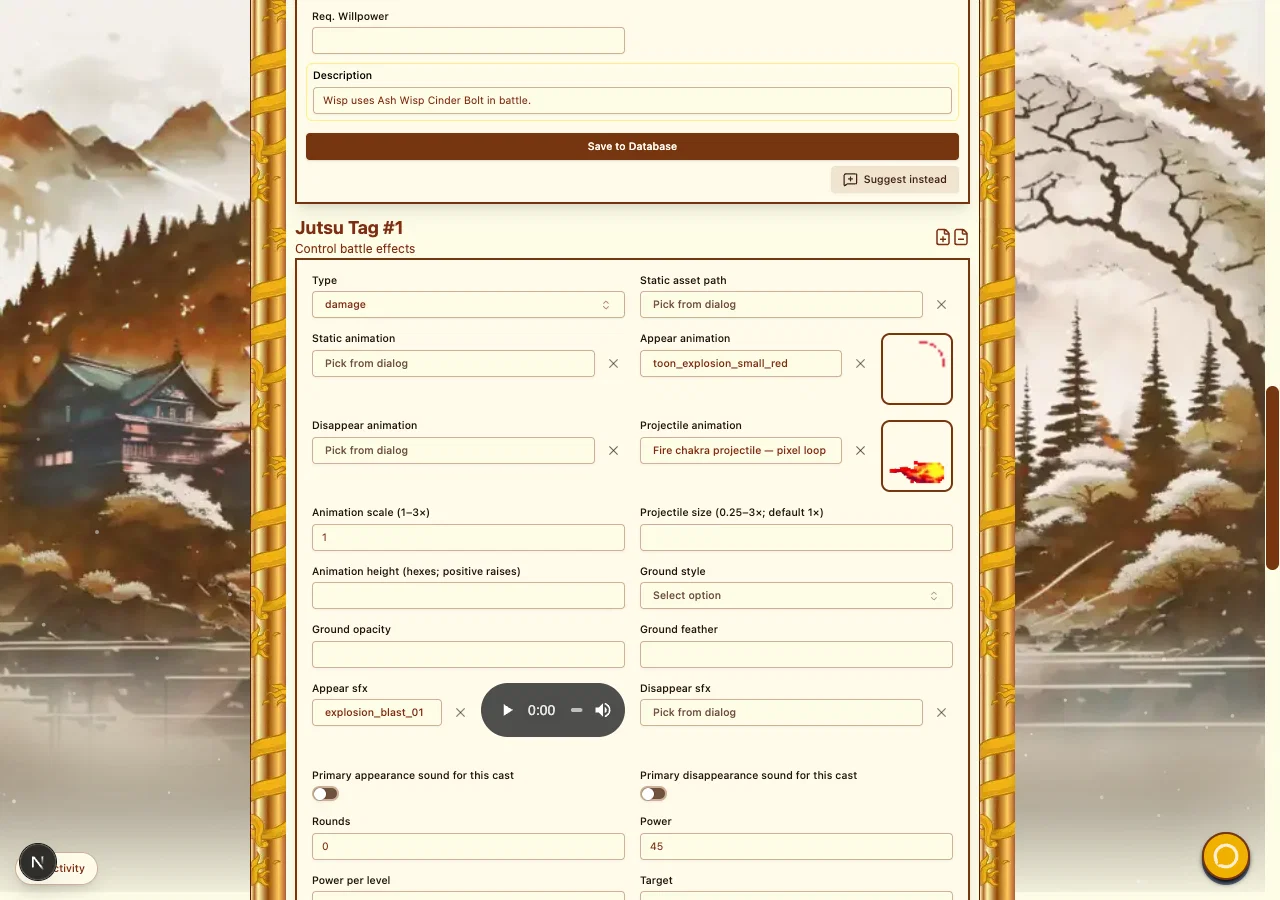 Req. Willpower
Description
Wisp uses Ash Wisp Cinder Bolt in battle.
Save to Database
Suggest instead
Jutsu Tag #1
Control battle effects
Type
Static asset path
damage
Pick from dialog
Static animation
Appear animation
Pick from dialog
toon_explosion_small_red
Disappear animation
Projectile animation
Pick from dialog
Fire chakra projectile — pixel loop
Animation scale (1–3×)
Projectile size (0.25–3×; default 1×)
1
Animation height (hexes; positive raises)
Ground style
Select option
Ground opacity
Ground feather
Appear sfx
Disappear sfx
explosion_blast_01
0:00
Pick from dialog
Primary appearance sound for this cast
Primary disappearance sound for this cast
Rounds
Power
0
45
Power per level
Target
N
ctivity